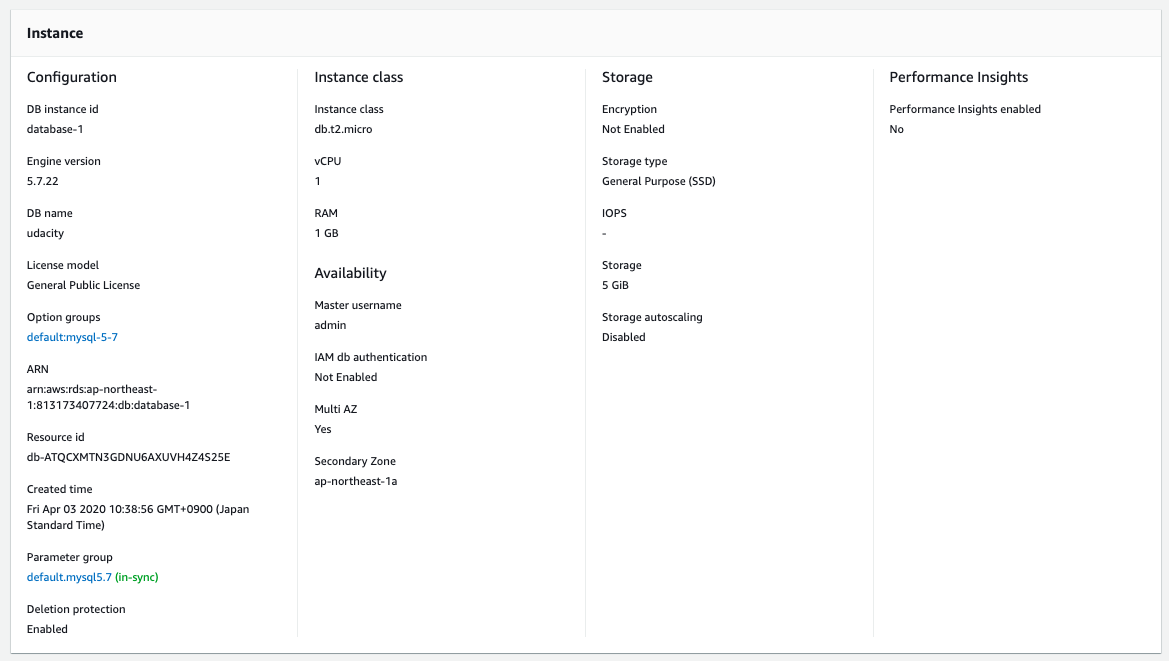 Instance
Configuration
DB instance id
database-1
Engine version
5.7.22
DB name
udacity
License model
General Public License
Option groups
default:mysql-5-7
ARN
arn:aws:rds:ap-northeast-
1:813173407724:db:database-1
Resource id
db-ATQCXMTN3GDNU6AXUVH4Z4S25E
Created time
Fri Apr 03 2020 10:38:56 GMT+0900 (Japan
Standard Time)
Parameter group
default.mysql5.7 (in-sync)
Deletion protection
Enabled
Instance class
Instance class
db.t2.micro
vCPU
1
RAM
1 GB
Availability
Master username
admin
IAM db authentication
Not Enabled
Multi AZ
Yes
Secondary Zone
ap-northeast-1a
Storage
Encryption
Not Enabled
Storage type
General Purpose (SSD)
IOPS
-
Storage
5 GiB
Storage autoscaling
Disabled
Performance Insights
Performance Insights enabled
No